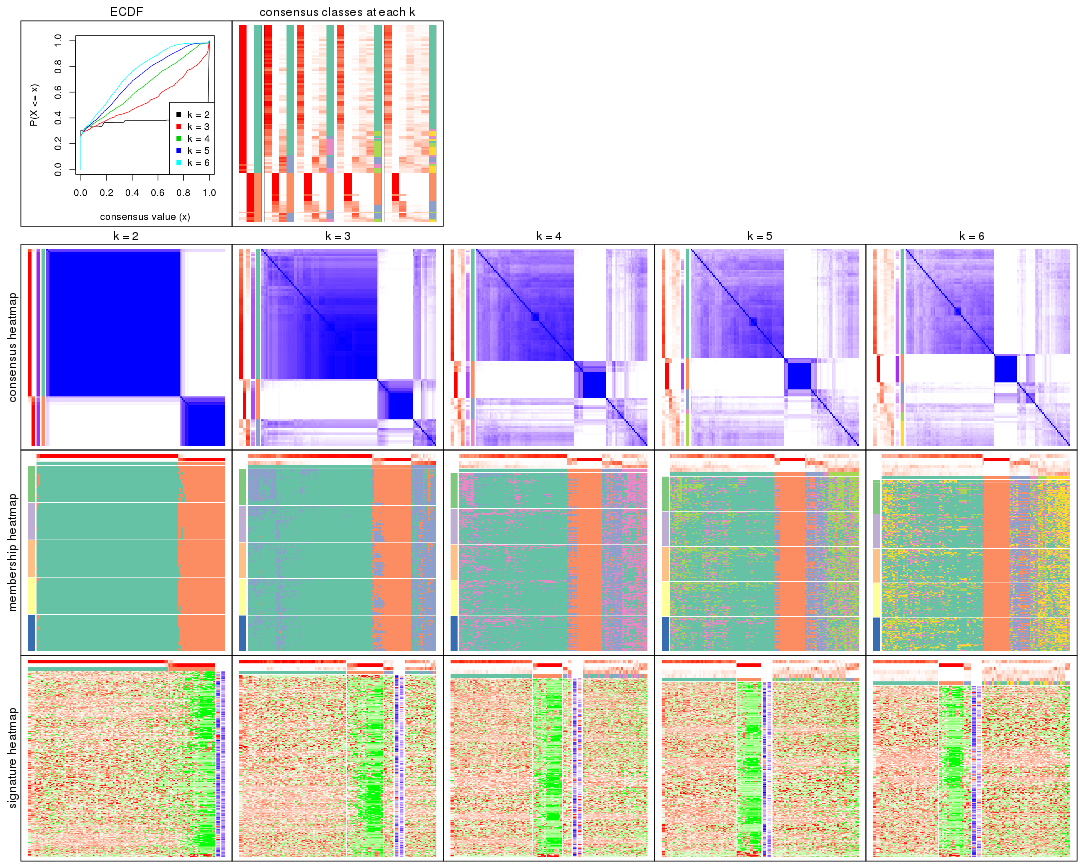 ECDF
consensus classes at each k
P(X <= x)
0.0 0.2 0.4 0.6 0.8 1.0
k = 2
k = 3
k = 4
k = 5
k = 6
0.0 0.2 0.4 0.6 0.8 1.0
consensus value (x)
k = 2
k = 3
k = 4
k = 5
k = 6
consensus heatmap
membership heatmap
signature heatmap